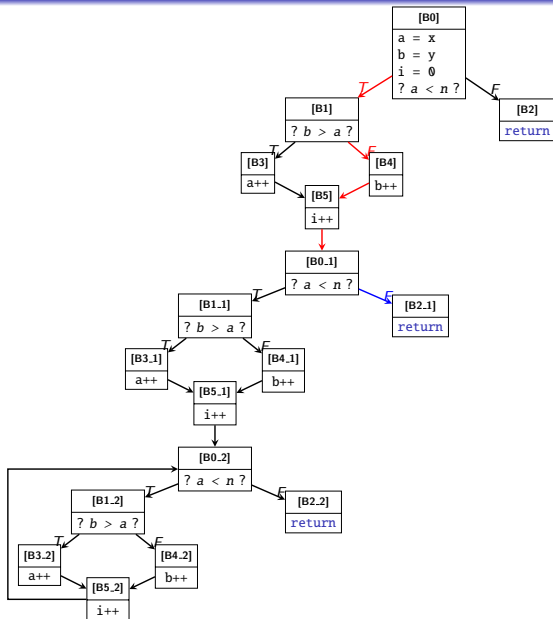 [B0]
a = x
b = y
i = 0
? a < n ?
T
F
[B1]
? b > a ?
[B2]
return
T
F
[B3]
a++
[B4]
b++
[B5]
i++
[B0_1]
? a < n ?
T
F
[B1_1]
? b > a ?
[B2_1]
return
T
F
[B3_1]
a++
[B4_1]
b++
[B5_1]
i++
[B0_2]
? a < n ?
T
F
[B1_2]
? b > a ?
[B2_2]
return
T
F
[B3_2]
a++
[B4_2]
b++
[B5_2]
i++